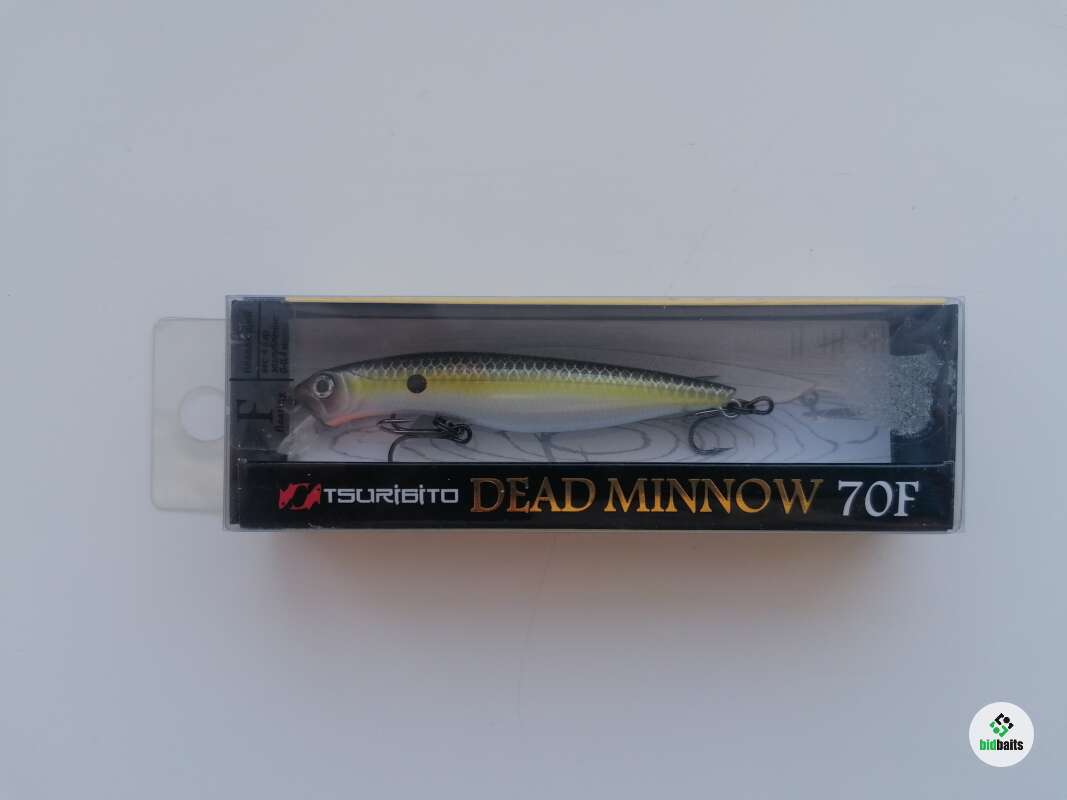 TSURIBITO DEAD MINNOW 70F
F
bidbaits